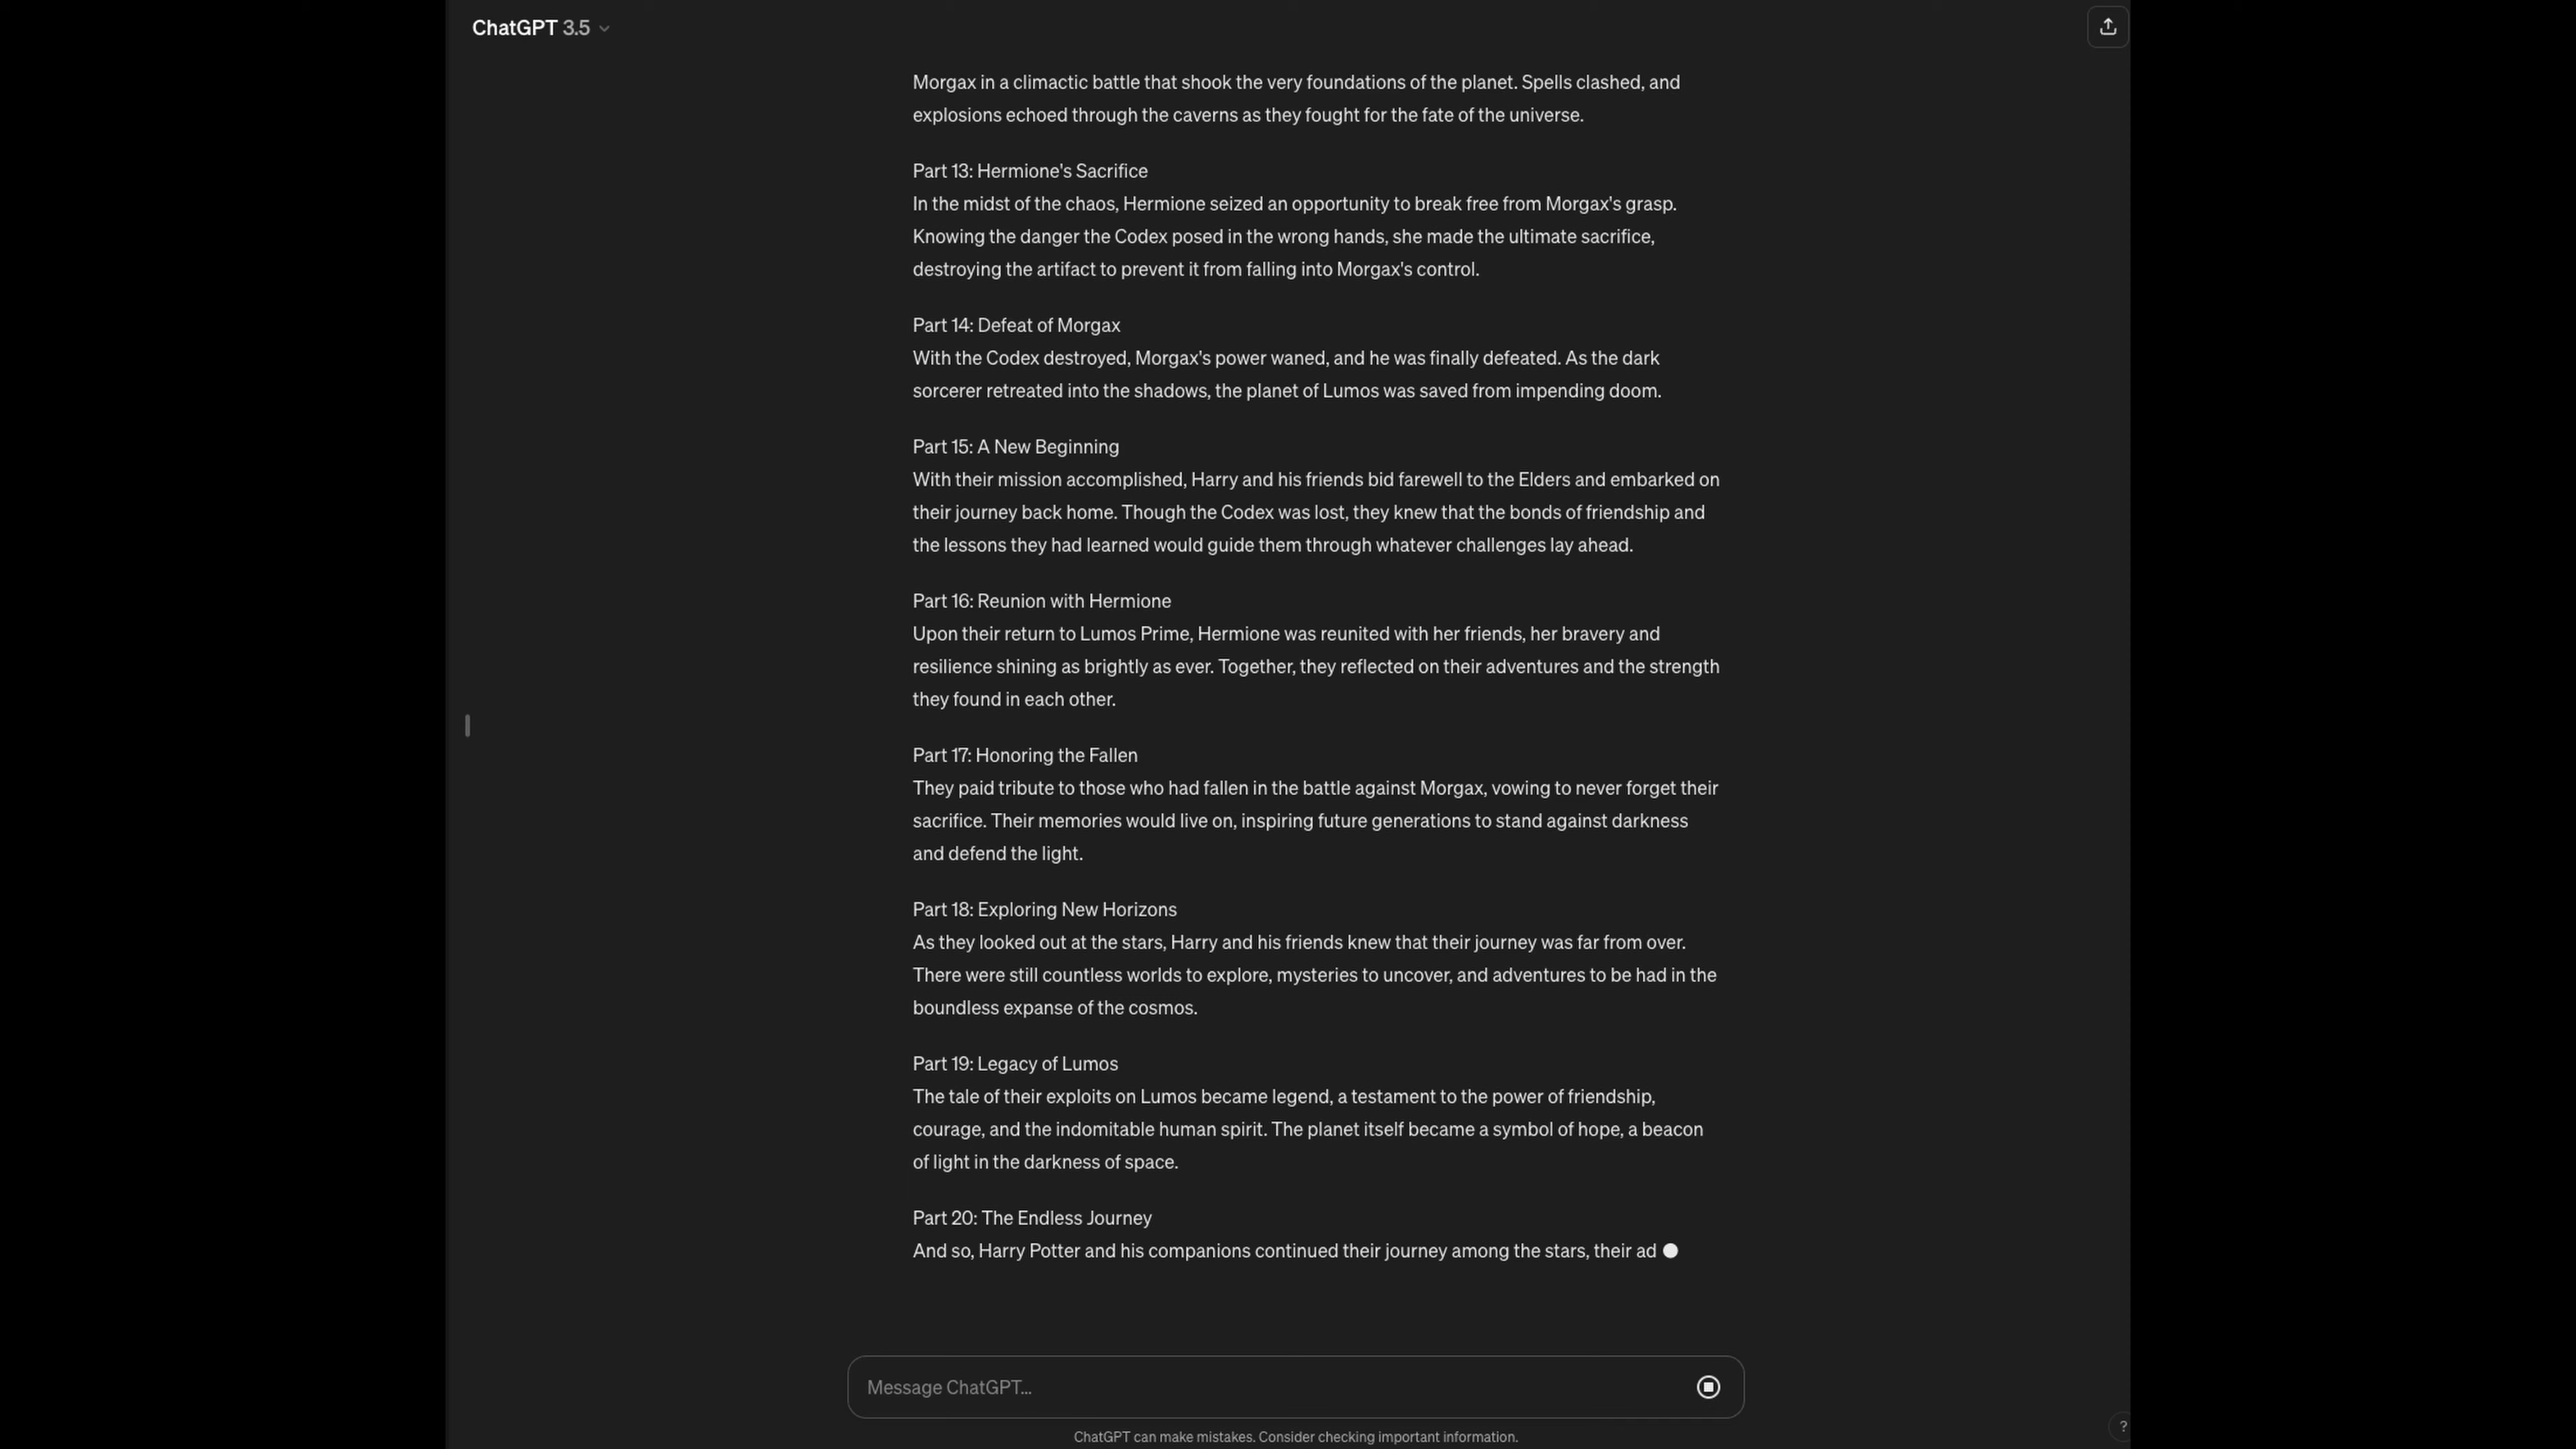 ChatGPT 3.5
Morgax in a climactic battle that shook the very foundations of the planet. Spells clashed, and
explosions echoed through the caverns as they fought for the fate of the universe.
Part 13: Hermione's Sacrifice
In the midst of the chaos, Hermione seized an opportunity to break free from Morgax's grasp.
Knowing the danger the Codex posed in the wrong hands, she made the ultimate sacrifice,
destroying the artifact to prevent it from falling into Morgax's control.
Part 14: Defeat of Morgax
With the Codex destroyed, Morgax's power waned, and he was finally defeated. As the dark
sorcerer retreated into the shadows, the planet of Lumos was saved from impending doom.
Part 15: A New Beginning
With their mission accomplished, Harry and his friends bid farewell to the Elders and embarked on
their journey back home. Though the Codex was lost, they knew that the bonds of friendship and
the lessons they had learned would guide them through whatever challenges lay ahead.
Part 16: Reunion with Hermione
Upon their return to Lumos Prime, Hermione was reunited with her friends, her bravery and
resilience shining as brightly as ever. Together, they reflected on their adventures and the strength
they found in each other.
Part 17: Honoring the Fallen
They paid tribute to those who had fallen in the battle against Morgax, vowing to never forget their
sacrifice. Their memories would live on, inspiring future generations to stand against darkness
and defend the light.
Part 18: Exploring New Horizons
As they looked out at the stars, Harry and his friends knew that their journey was far from over.
There were still countless worlds to explore, mysteries to uncover, and adventures to be had in the
boundless expanse of the cosmos.
Part 19: Legacy of Lumos
The tale of their exploits on Lumos became legend, a testament to the power of friendship,
courage, and the indomitable human spirit. The planet itself became a symbol of hope, a beacon
of light in the darkness of space.
Part 20: The Endless Journey
And so, Harry Potter and his companions continued their journey among the stars, their ad
Message ChatGPT...
ChatGPT can make mistakes. Consider checking important information.
?